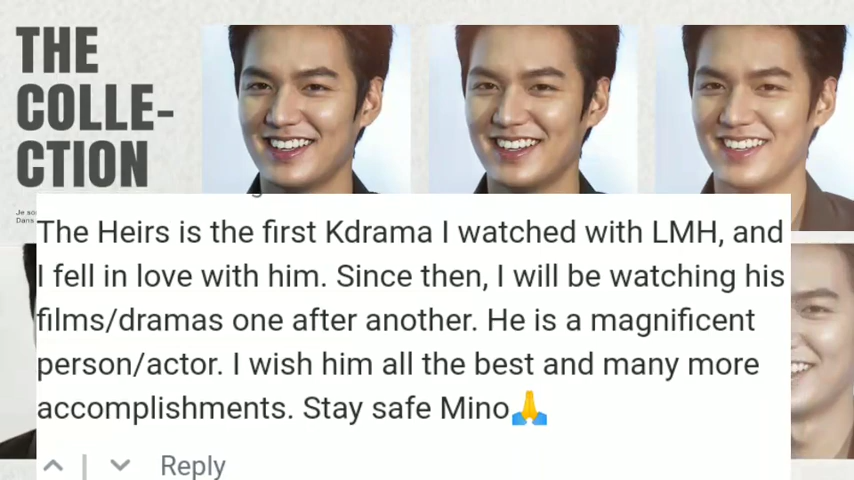 THE
COLLE-
CTION
The Heirs is the first Kdrama I watched with LMH, and
I fell in love with him. Since then, I will be watching his
films/dramas one after another. He is a magnificent
person/actor. I wish him all the best and many more
accomplishments. Stay safe Mino🙏
Reply